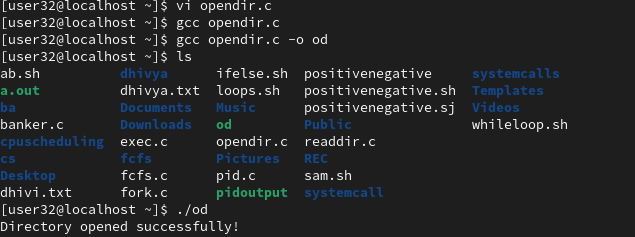 [user32@localhost ~]$ vi opendir.c
[user32@localhost ~]$ gcc opendir.c
[user32@localhost ~]$ gcc opendir.c -o od
[user32@localhost ~]$ ls
ab.sh dhivya ifelse.sh positivenegative systemcalls
a.out dhivya.txt loops.sh positivenegative.sh Templates
ba Documents Music positivenegative.sj Videos
banker.c Downloads od Public whileloop.sh
cpuscheduling exec.c opendir.c readdir.c
cs fcfs Pictures REC
Desktop fcfs.c pid.c sam.sh
dhivi.txt fork.c pidoutput systemcall
[user32@localhost ~]$ ./od
Directory opened successfully!